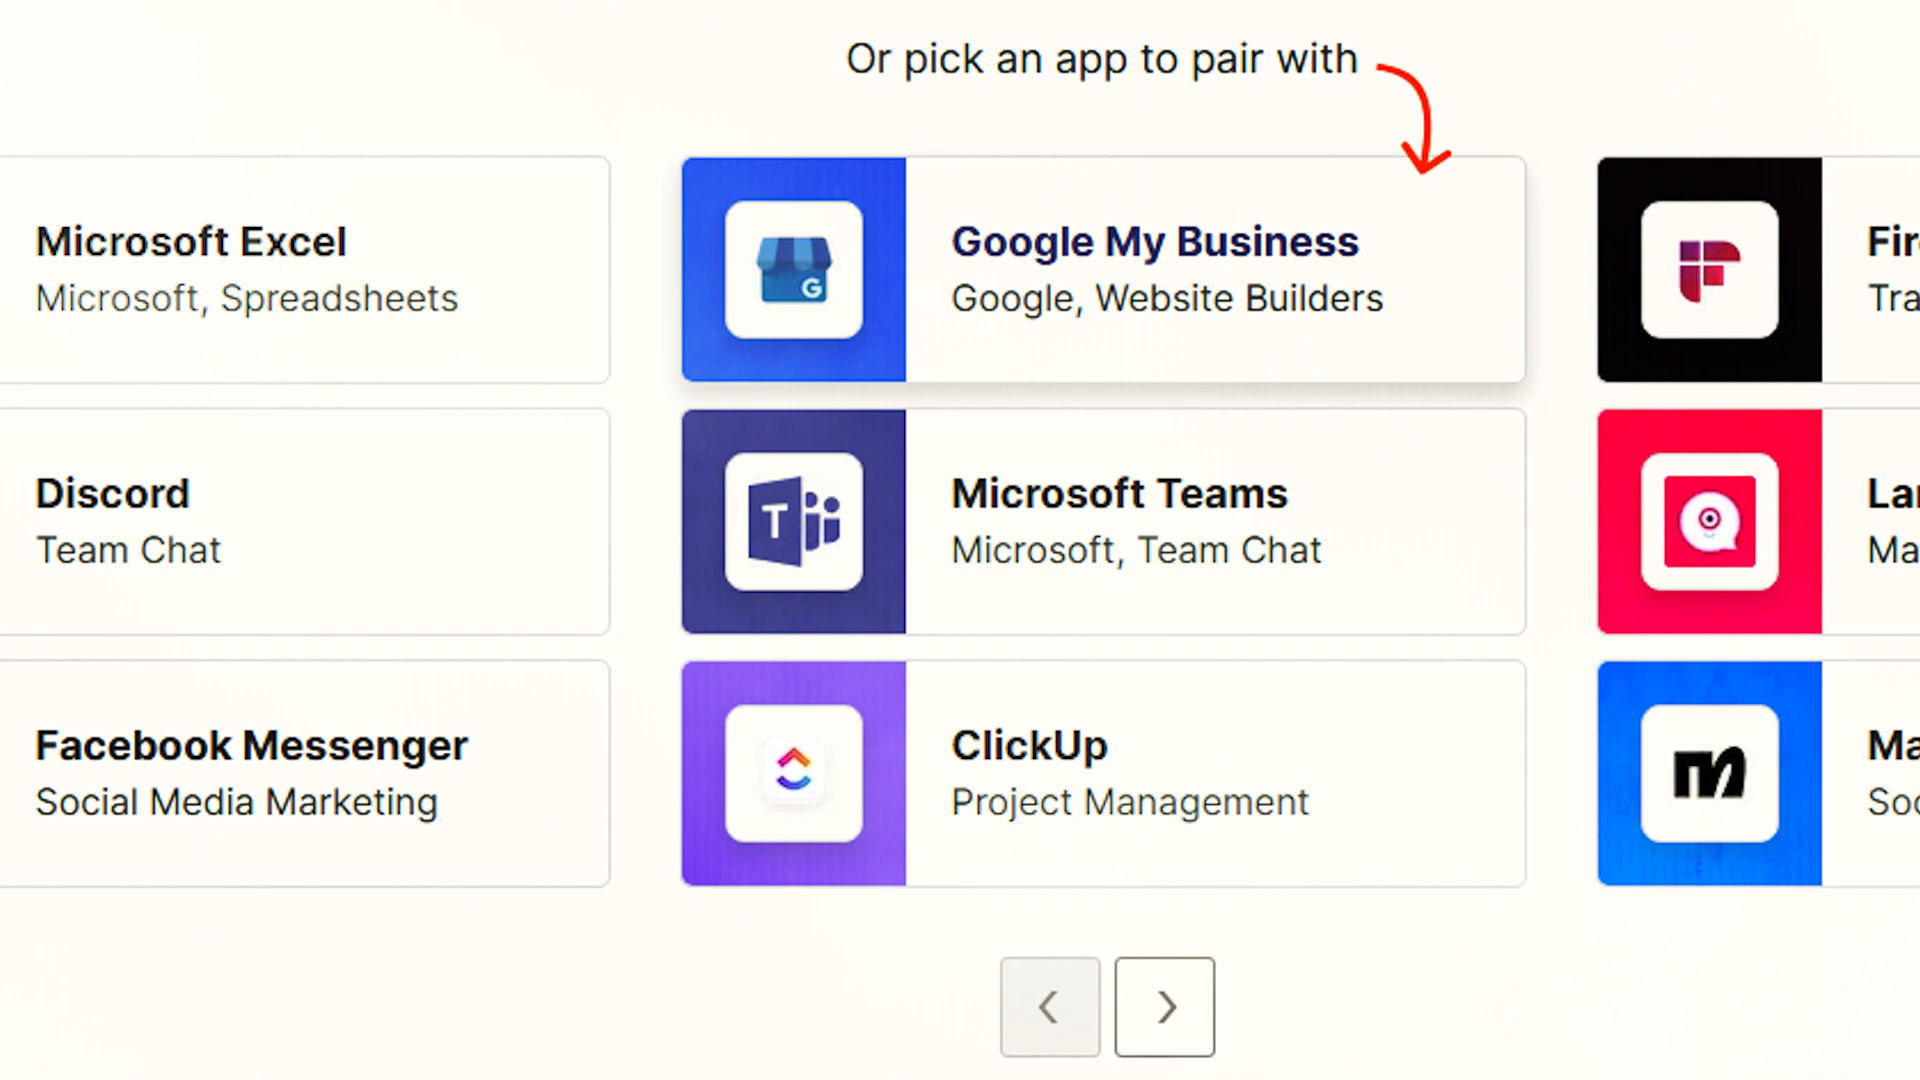 Or pick an app to pair with
Microsoft Excel
Microsoft, Spreadsheets
Google My Business
Google, Website Builders
G
Discord
Team Chat
T
Microsoft Teams
Microsoft, Team Chat
Facebook Messenger
Social Media Marketing
ClickUp
Project Management
m